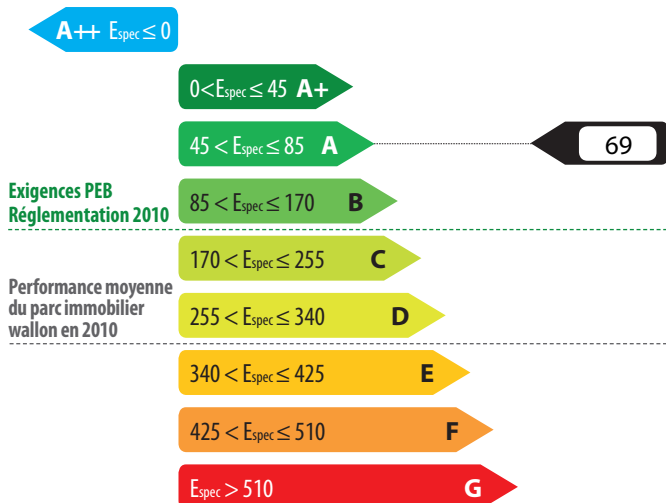 A++ Espec ≤ 0
0 < Espec ≤ 45 A+
45 < Espec ≤ 85 A
69
Exigences PEB
Réglementation 2010
85 < Espec ≤ 170 B
170 < Espec ≤ 255 C
Performance moyenne
du parc immobilier
wallon en 2010
255 < Espec ≤ 340 D
340 < Espec ≤ 425 E
425 < Espec ≤ 510 F
Espec > 510 G